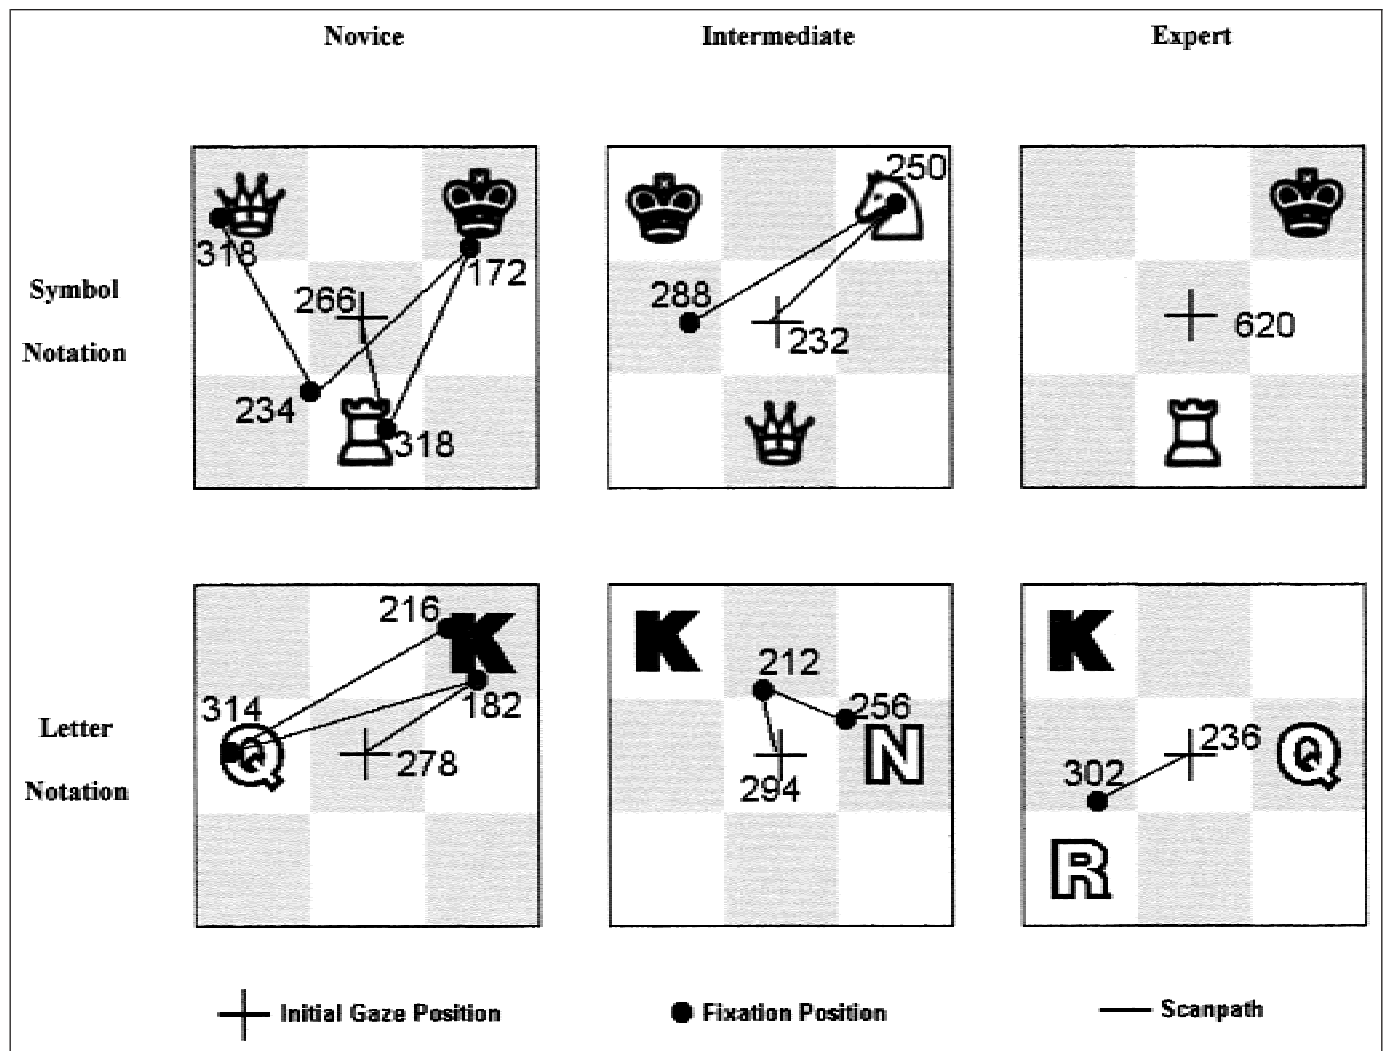 Novice Intermediate Expert
Symbol
Notation
318
172
266
234
318
250
288
232
620
Letter
Notation
216
K
314
182
Q
278
K
212
256
N
294
K
236
Q
302
R
Initial Gaze Position Fixation Position Scanpath